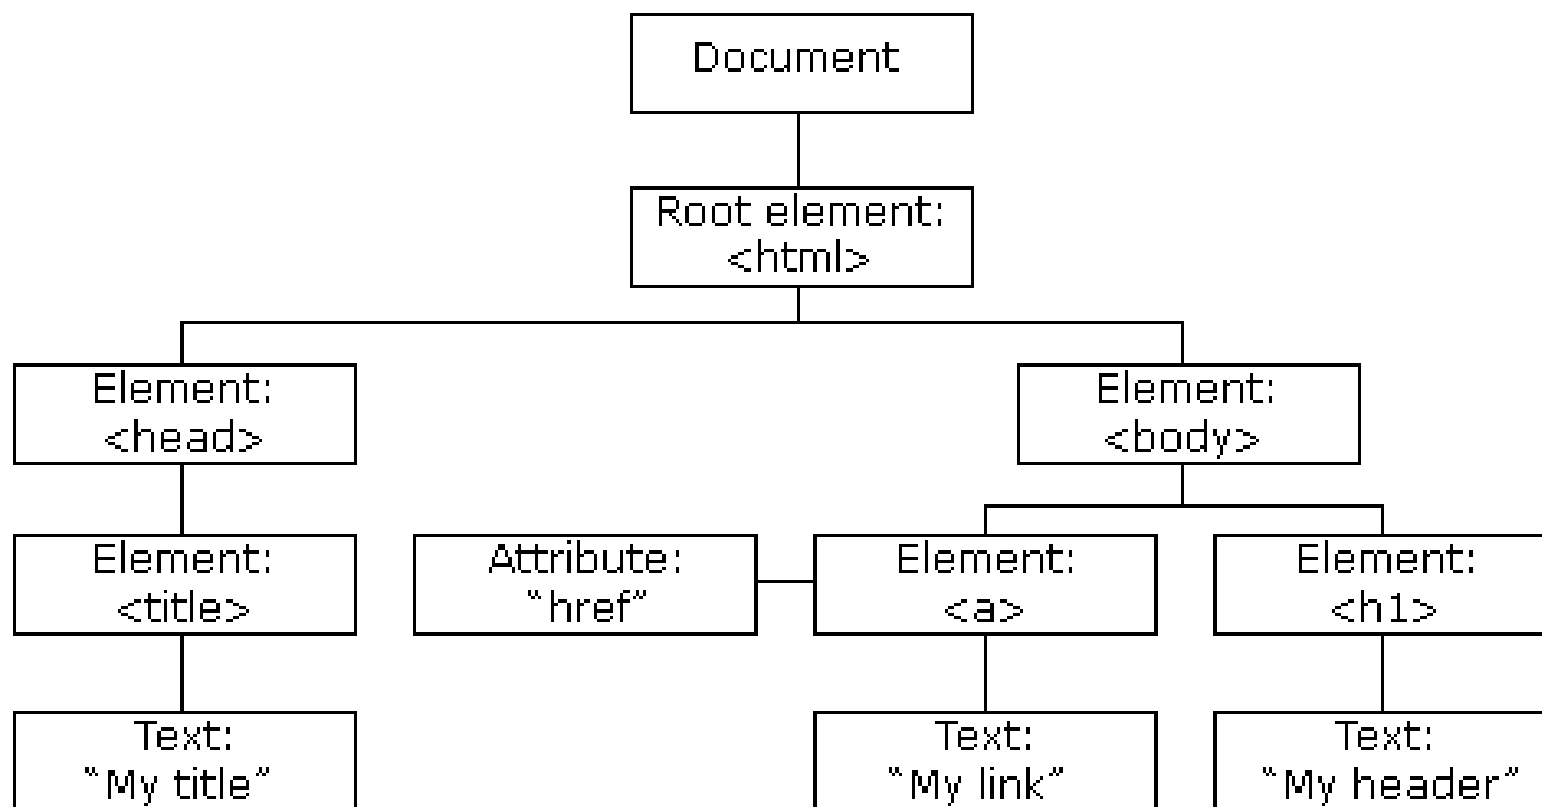 Document
Root element:
<html>
Element:
<head>
Element:
<body>
Element:
<title>
Attribute:
"href"
Element:
<a>
Element:
<h1>
Text:
"My title"
Text:
"My link"
Text:
"My header"